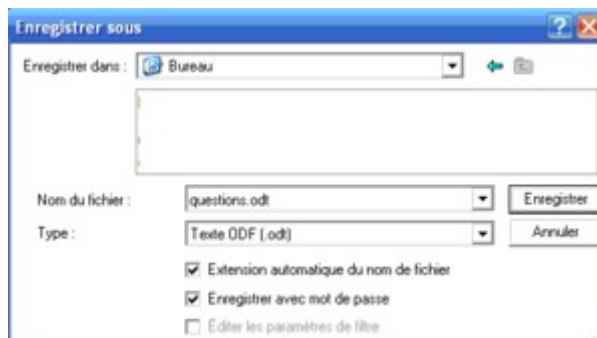 Enregistrer sous
Enregistrer dans : Bureau
Nom du fichier : questions.odt Enregistrer
Type : Texte ODF (.odt) Annuler
Extension automatique du nom de fichier
Enregistrer avec mot de passe
Éditer les paramètres de filtre